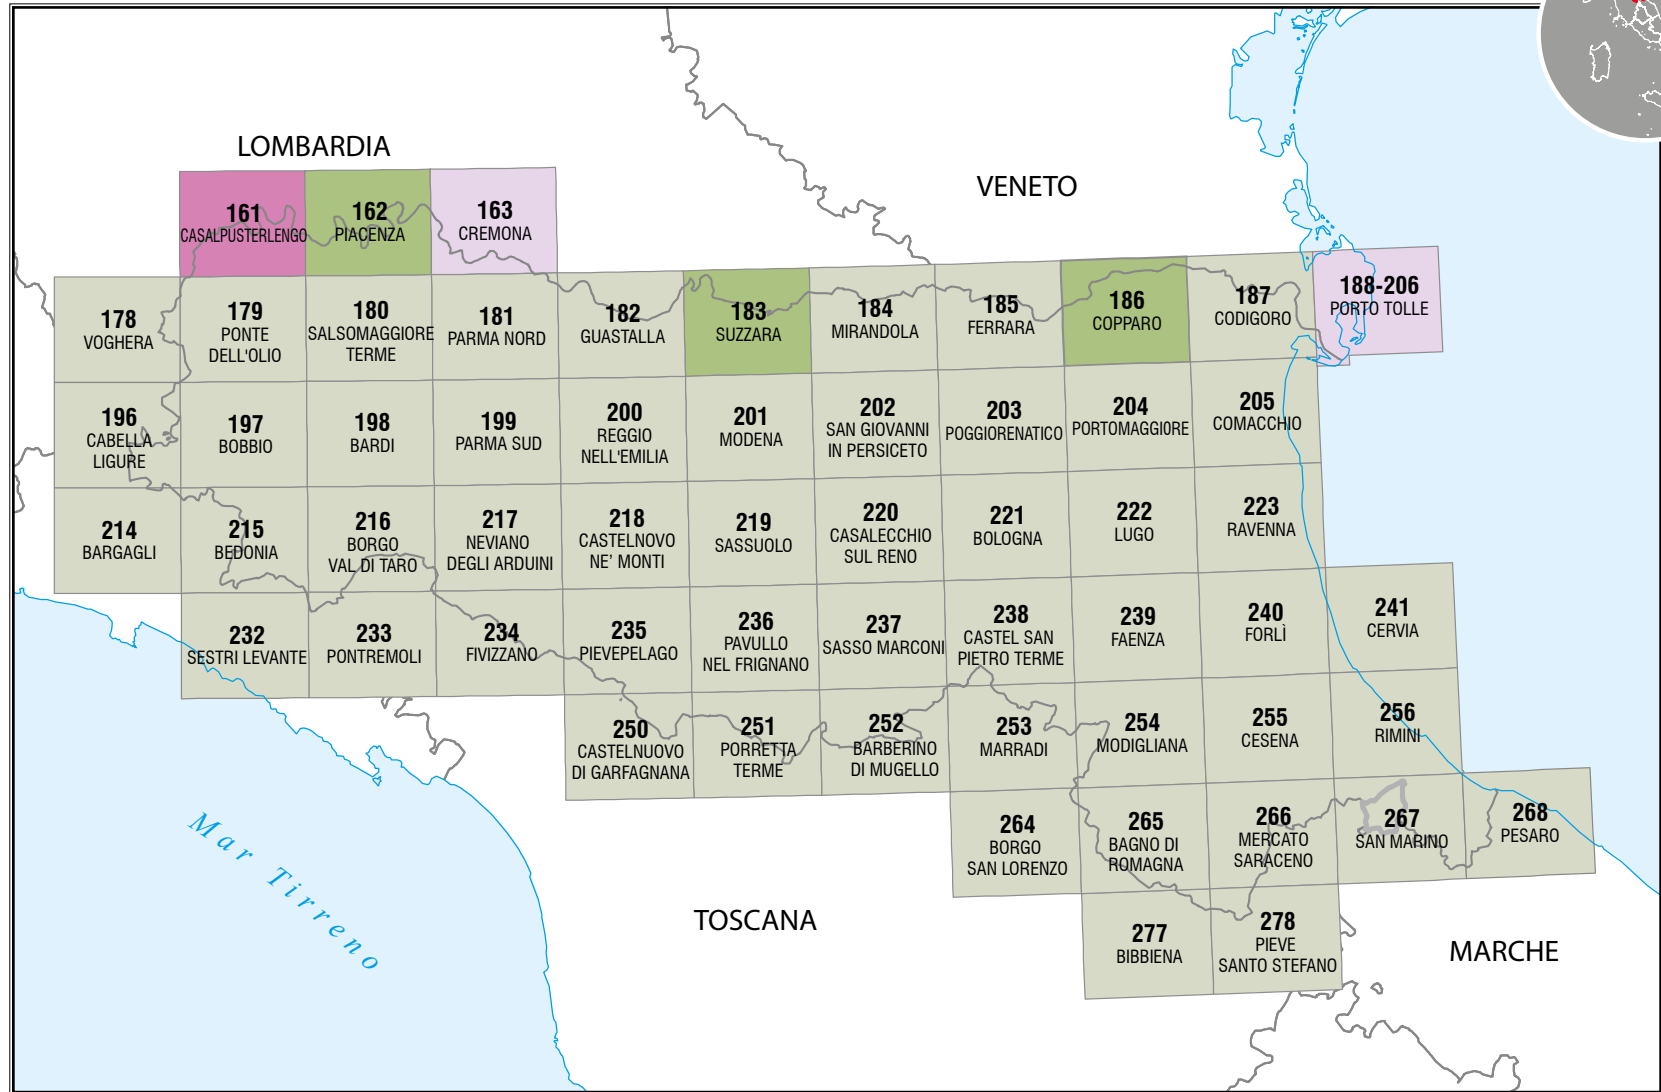 LOMBARDIA
VENETO
161
CASALPUSTERLENGO
162
PIACENZA
163
CREMONA
178
VOGHERA
179
PONTE
DELL'OLIO
180
SALSOMAGGIORE
TERME
181
PARMA NORD
182
GUASTALLA
183
SUZZARA
184
MIRANDOLA
185
FERRARA
186
COPPARO
187
CODIGORO
188-206
PORTO TOLLE
196
CABELLA
LIGURE
197
BOBBIO
198
BARDI
199
PARMA SUD
200
REGGIO
NELL'EMILIA
201
MODENA
202
SAN GIOVANNI
IN PERSICETO
203
POGGIORENATICO
204
PORTOMAGGIORE
205
COMACCHIO
214
BARGAGLI
215
BEDONIA
216
BORGO
VAL DI TARO
217
NEVIANO
DEGLI ARDUINI
218
CASTELNOVO
NE' MONTI
219
SASSUOLO
220
CASALECCHIO
SUL RENO
221
BOLOGNA
222
LUGO
223
RAVENNA
232
SESTRI LEVANTE
233
PONTREMOLI
234
FIVIZZANO
235
PIEVEPELAGO
236
PAVULLO
NEL FRIGNANO
237
SASSO MARCONI
238
CASTEL SAN
PIETRO TERME
239
FAENZA
240
FORLÌ
241
CERVIA
250
CASTELNUOVO
DI GARFAGNANA
251
PORRETTA
TERME
252
BARBERINO
DI MUGELLO
253
MARRADI
254
MODIGLIANA
255
CESENA
256
RIMINI
264
BORGO
SAN LORENZO
265
BAGNO DI
ROMAGNA
266
MERCATO
SARACENO
267
SAN MARINO
268
PESARO
277
BIBBIENA
278
PIEVE
SANTO STEFANO
Mar Tirreno
TOSCANA
MARCHE